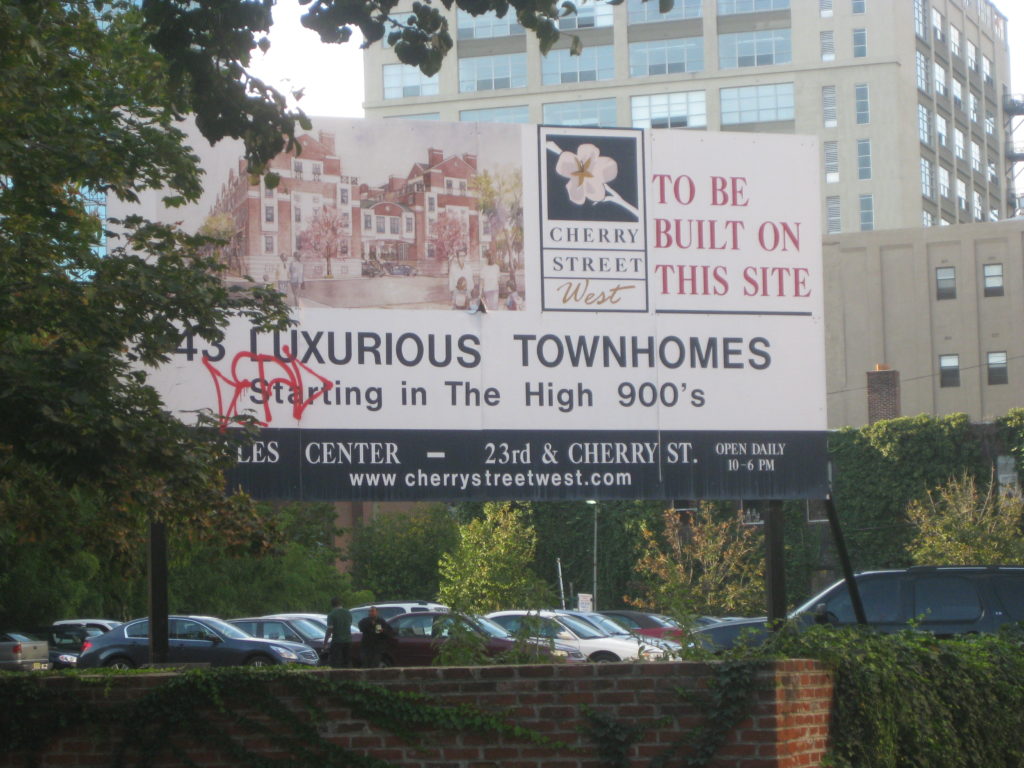 CHERRY
STREET
West
TO BE
BUILT ON
THIS SITE
43 LUXURIOUS TOWNHOMES
Starting in The High 900's
LES CENTER — 23rd & CHERRY ST. OPEN DAILY
10-6 PM
www cherrystreetwest.com